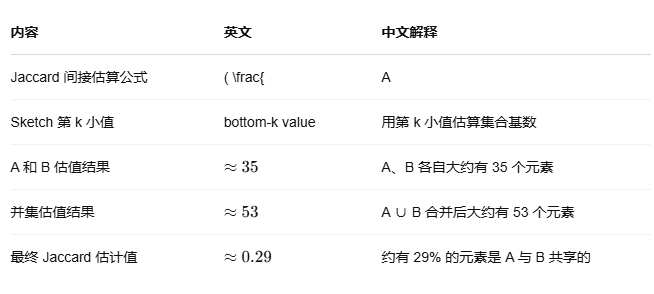 内容 英文 中文解释
Jaccard 间接估算公式 ( \frac{ A
Sketch 第 k 小值 bottom-k value 用第 k 小值估算集合基数
A 和 B 估值结果 ≈ 35 A、B 各自大约有 35 个元素
并集估值结果 ≈ 53 A ∪ B 合并后大约有 53 个元素
最终 Jaccard 估计值 ≈ 0.29 约有 29% 的元素是 A 与 B 共享的